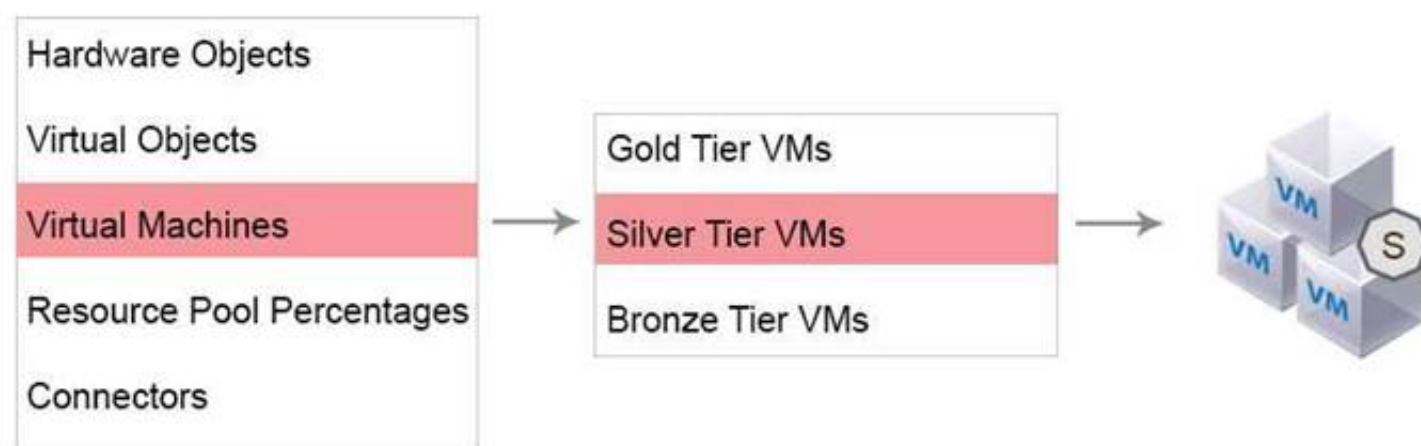 Hardware Objects
Virtual Objects
Virtual Machines
Resource Pool Percentages
Connectors
Gold Tier VMs
Silver Tier VMs
Bronze Tier VMs
VM
VM
VM
S